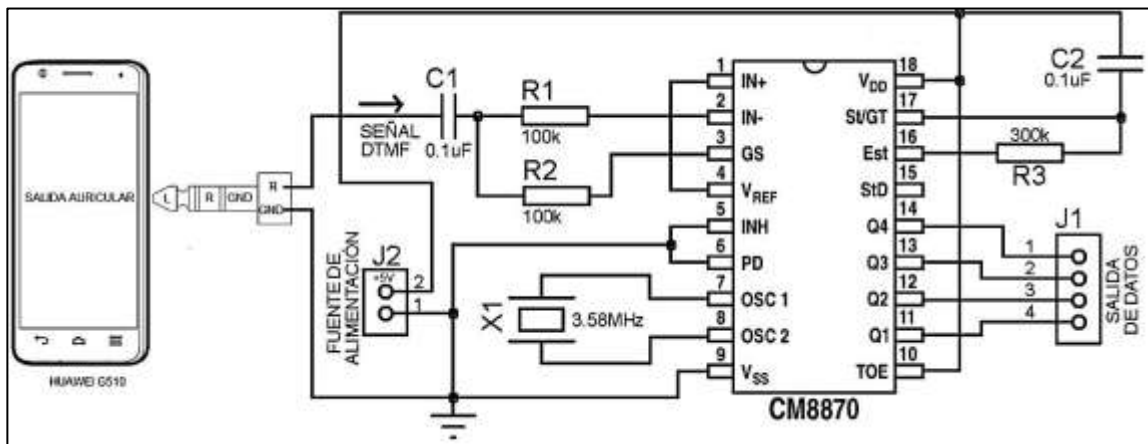 SALIDA AURICULAR
HUAWEI G510
L
R
GND
R
GND
SEÑAL
DTMF
C1
0.1uF
R1
100k
R2
100k
FUENTE DE
ALIMENTACIÓN
J2
+5V
2
1
X1
3.58MHz
1
IN+
2
IN-
3
GS
4
VREF
5
INH
6
PD
7
OSC 1
8
OSC 2
9
VSS
18
VDD
17
St/GT
16
Est
15
StD
14
Q4
13
Q3
12
Q2
11
Q1
10
TOE
CM8870
C2
0.1uF
300k
R3
J1
1
2
3
4
SALIDA
DE DATOS